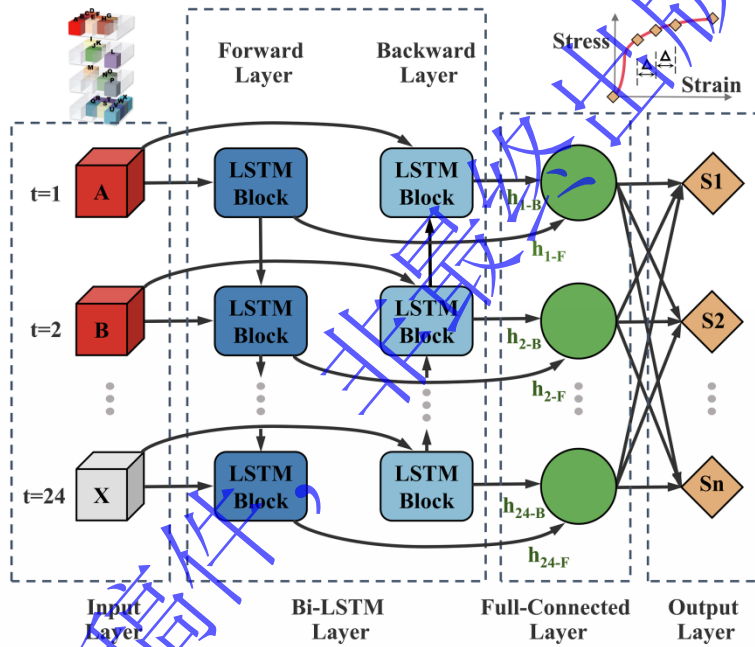 Forward
Layer
Backward
Layer
Stress
Strain
Δ Δ
t=1
A
LSTM
Block
LSTM
Block
h1-B
h1-F
S1
t=2
B
LSTM
Block
LSTM
Block
h2-B
h2-F
S2
t=24
X
LSTM
Block
LSTM
Block
h24-B
h24-F
Sn
Input
Layer
Bi-LSTM
Layer
Full-Connected
Layer
Output
Layer